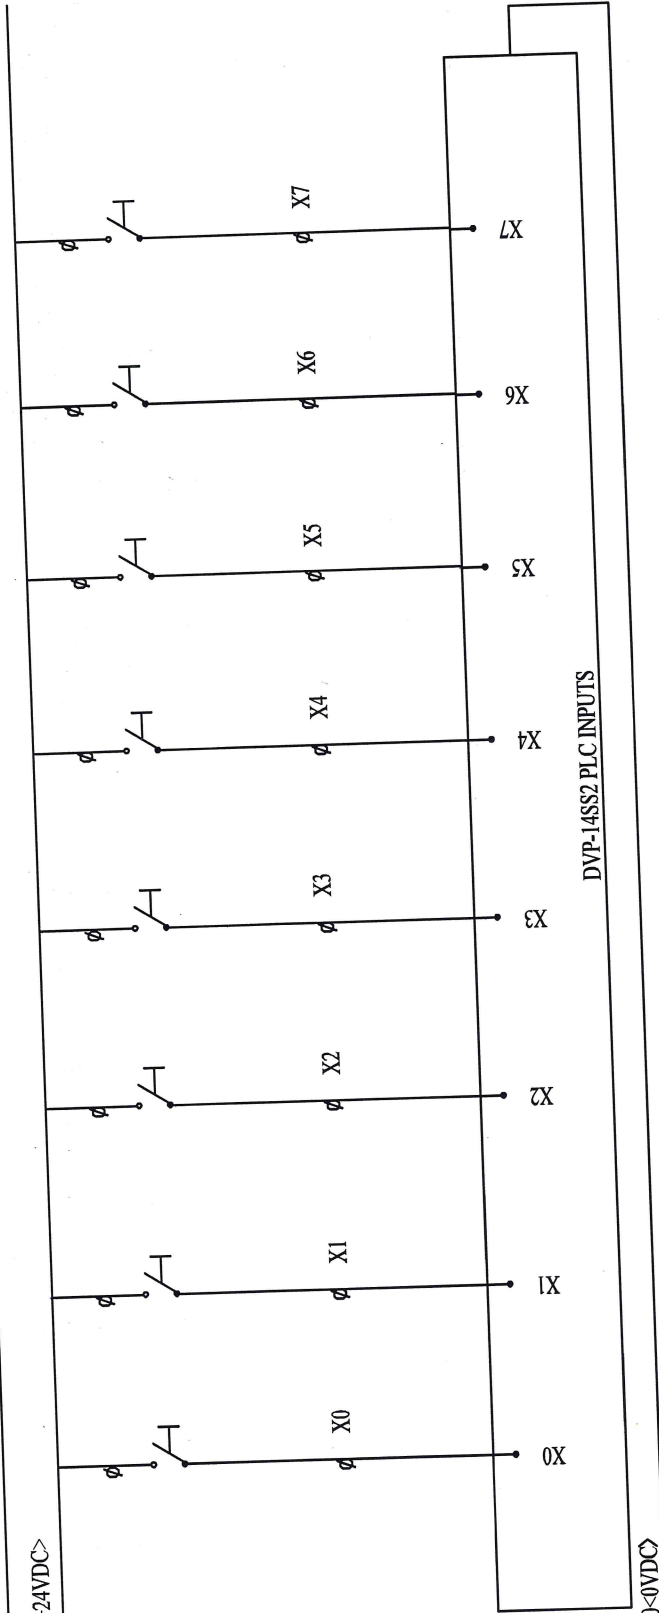 X7
X7
X6
X6
X5
X5
X4
X4
X3
X3
X2
X2
X1
X1
X0
X0
DVP-14SS2 PLC INPUTS
24VDC>
<0VDC>